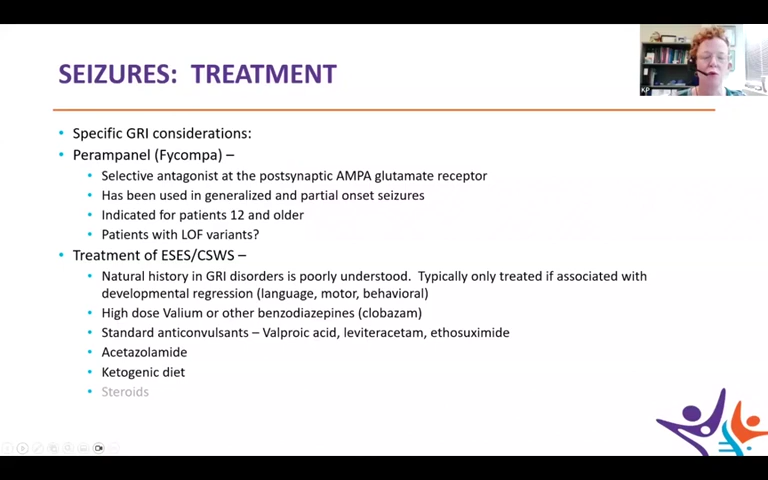 SEIZURES: TREATMENT
KP
• Specific GRI considerations:
• Perampanel (Fycompa) –
• Selective antagonist at the postsynaptic AMPA glutamate receptor
• Has been used in generalized and partial onset seizures
• Indicated for patients 12 and older
• Patients with LOF variants?
• Treatment of ESES/CSWS –
• Natural history in GRI disorders is poorly understood. Typically only treated if associated with
developmental regression (language, motor, behavioral)
• High dose Valium or other benzodiazepines (clobazam)
• Standard anticonvulsants – Valproic acid, leviteracetam, ethosuximide
• Acetazolamide
• Ketogenic diet
• Steroids